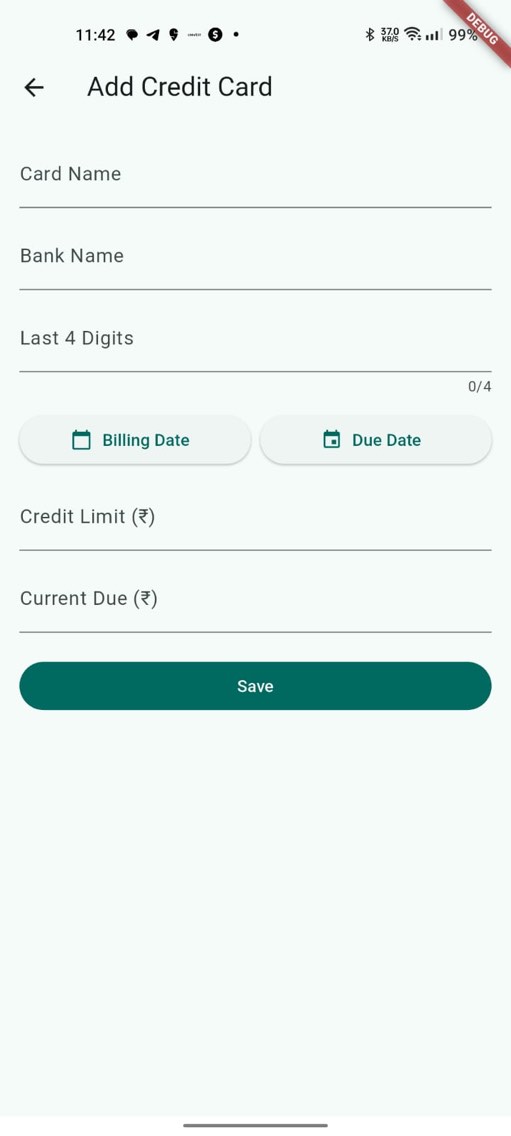 11:42 37.0 KB/S 99%
DEBUG
Add Credit Card
Card Name
Bank Name
Last 4 Digits
0/4
Billing Date Due Date
Credit Limit (₹)
Current Due (₹)
Save